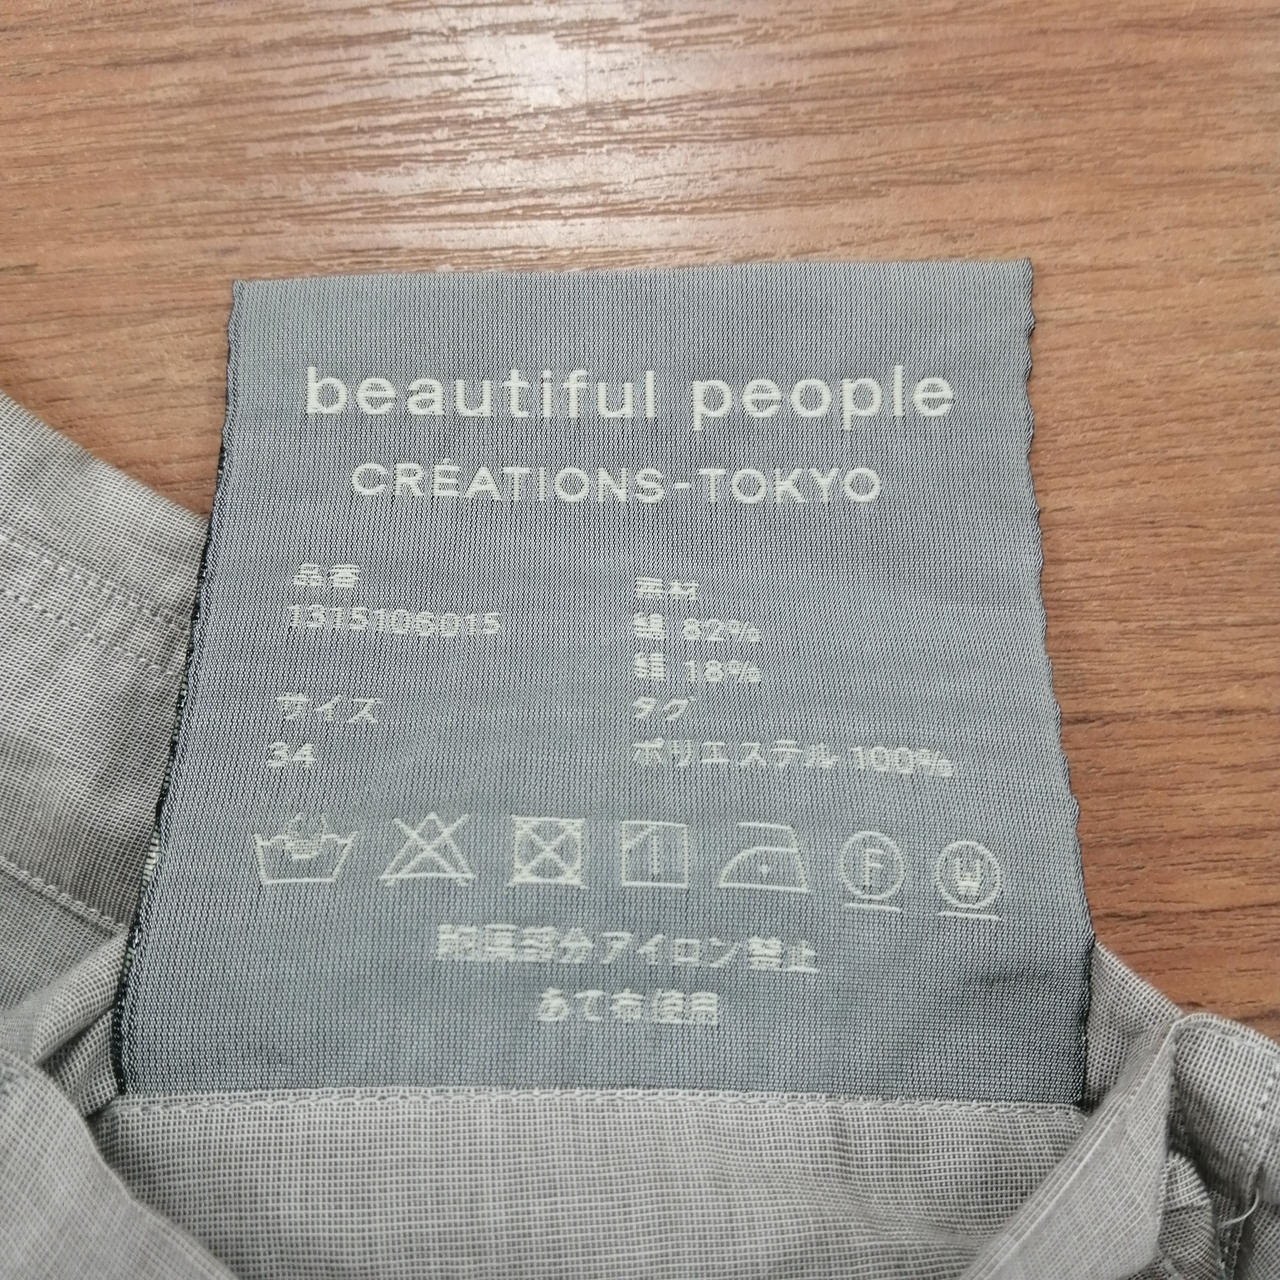 beautiful people
CRÉATIONS-TOKYO
品番
1315106015
サイズ
34
素材
綿 82%
絹 18%
タグ
ポリエステル 100%
F W
附属部分アイロン禁止
あて布使用